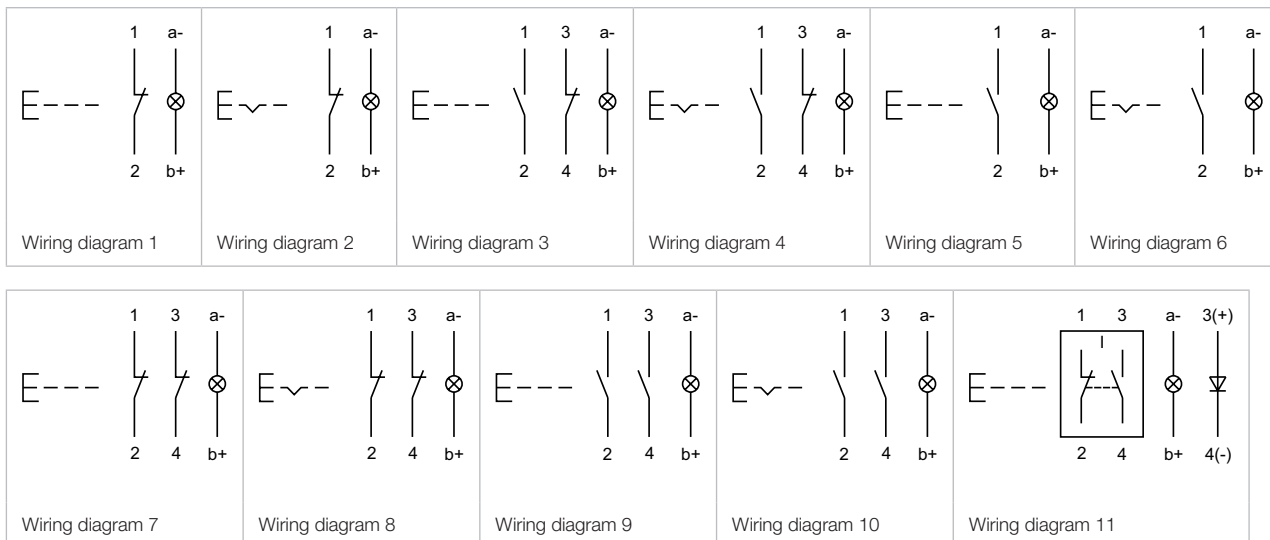 1 a- 1 a- 1 3 a- 1 3 a- 1 a- 1 a-
2 b+ 2 b+ 2 4 b+ 2 4 b+ 2 b+ 2 b+
Wiring diagram 1 Wiring diagram 2 Wiring diagram 3 Wiring diagram 4 Wiring diagram 5 Wiring diagram 6
1 3 a- 1 3 a- 1 3 a- 1 3 a- 1 3 a- 3(+)
2 4 b+ 2 4 b+ 2 4 b+ 2 4 b+ 2 4 b+ 4(-)
Wiring diagram 7 Wiring diagram 8 Wiring diagram 9 Wiring diagram 10 Wiring diagram 11